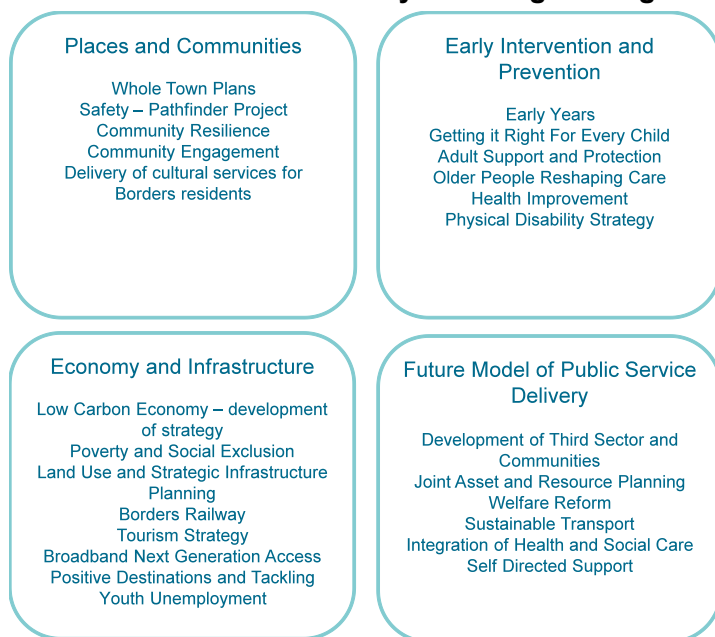 Places and Communities
Whole Town Plans
Safety – Pathfinder Project
Community Resilience
Community Engagement
Delivery of cultural services for
Borders residents
Early Intervention and
Prevention
Early Years
Getting it Right For Every Child
Adult Support and Protection
Older People Reshaping Care
Health Improvement
Physical Disability Strategy
Economy and Infrastructure
Low Carbon Economy – development
of strategy
Poverty and Social Exclusion
Land Use and Strategic Infrastructure
Planning
Borders Railway
Tourism Strategy
Broadband Next Generation Access
Positive Destinations and Tackling
Youth Unemployment
Future Model of Public Service
Delivery
Development of Third Sector and
Communities
Joint Asset and Resource Planning
Welfare Reform
Sustainable Transport
Integration of Health and Social Care
Self Directed Support